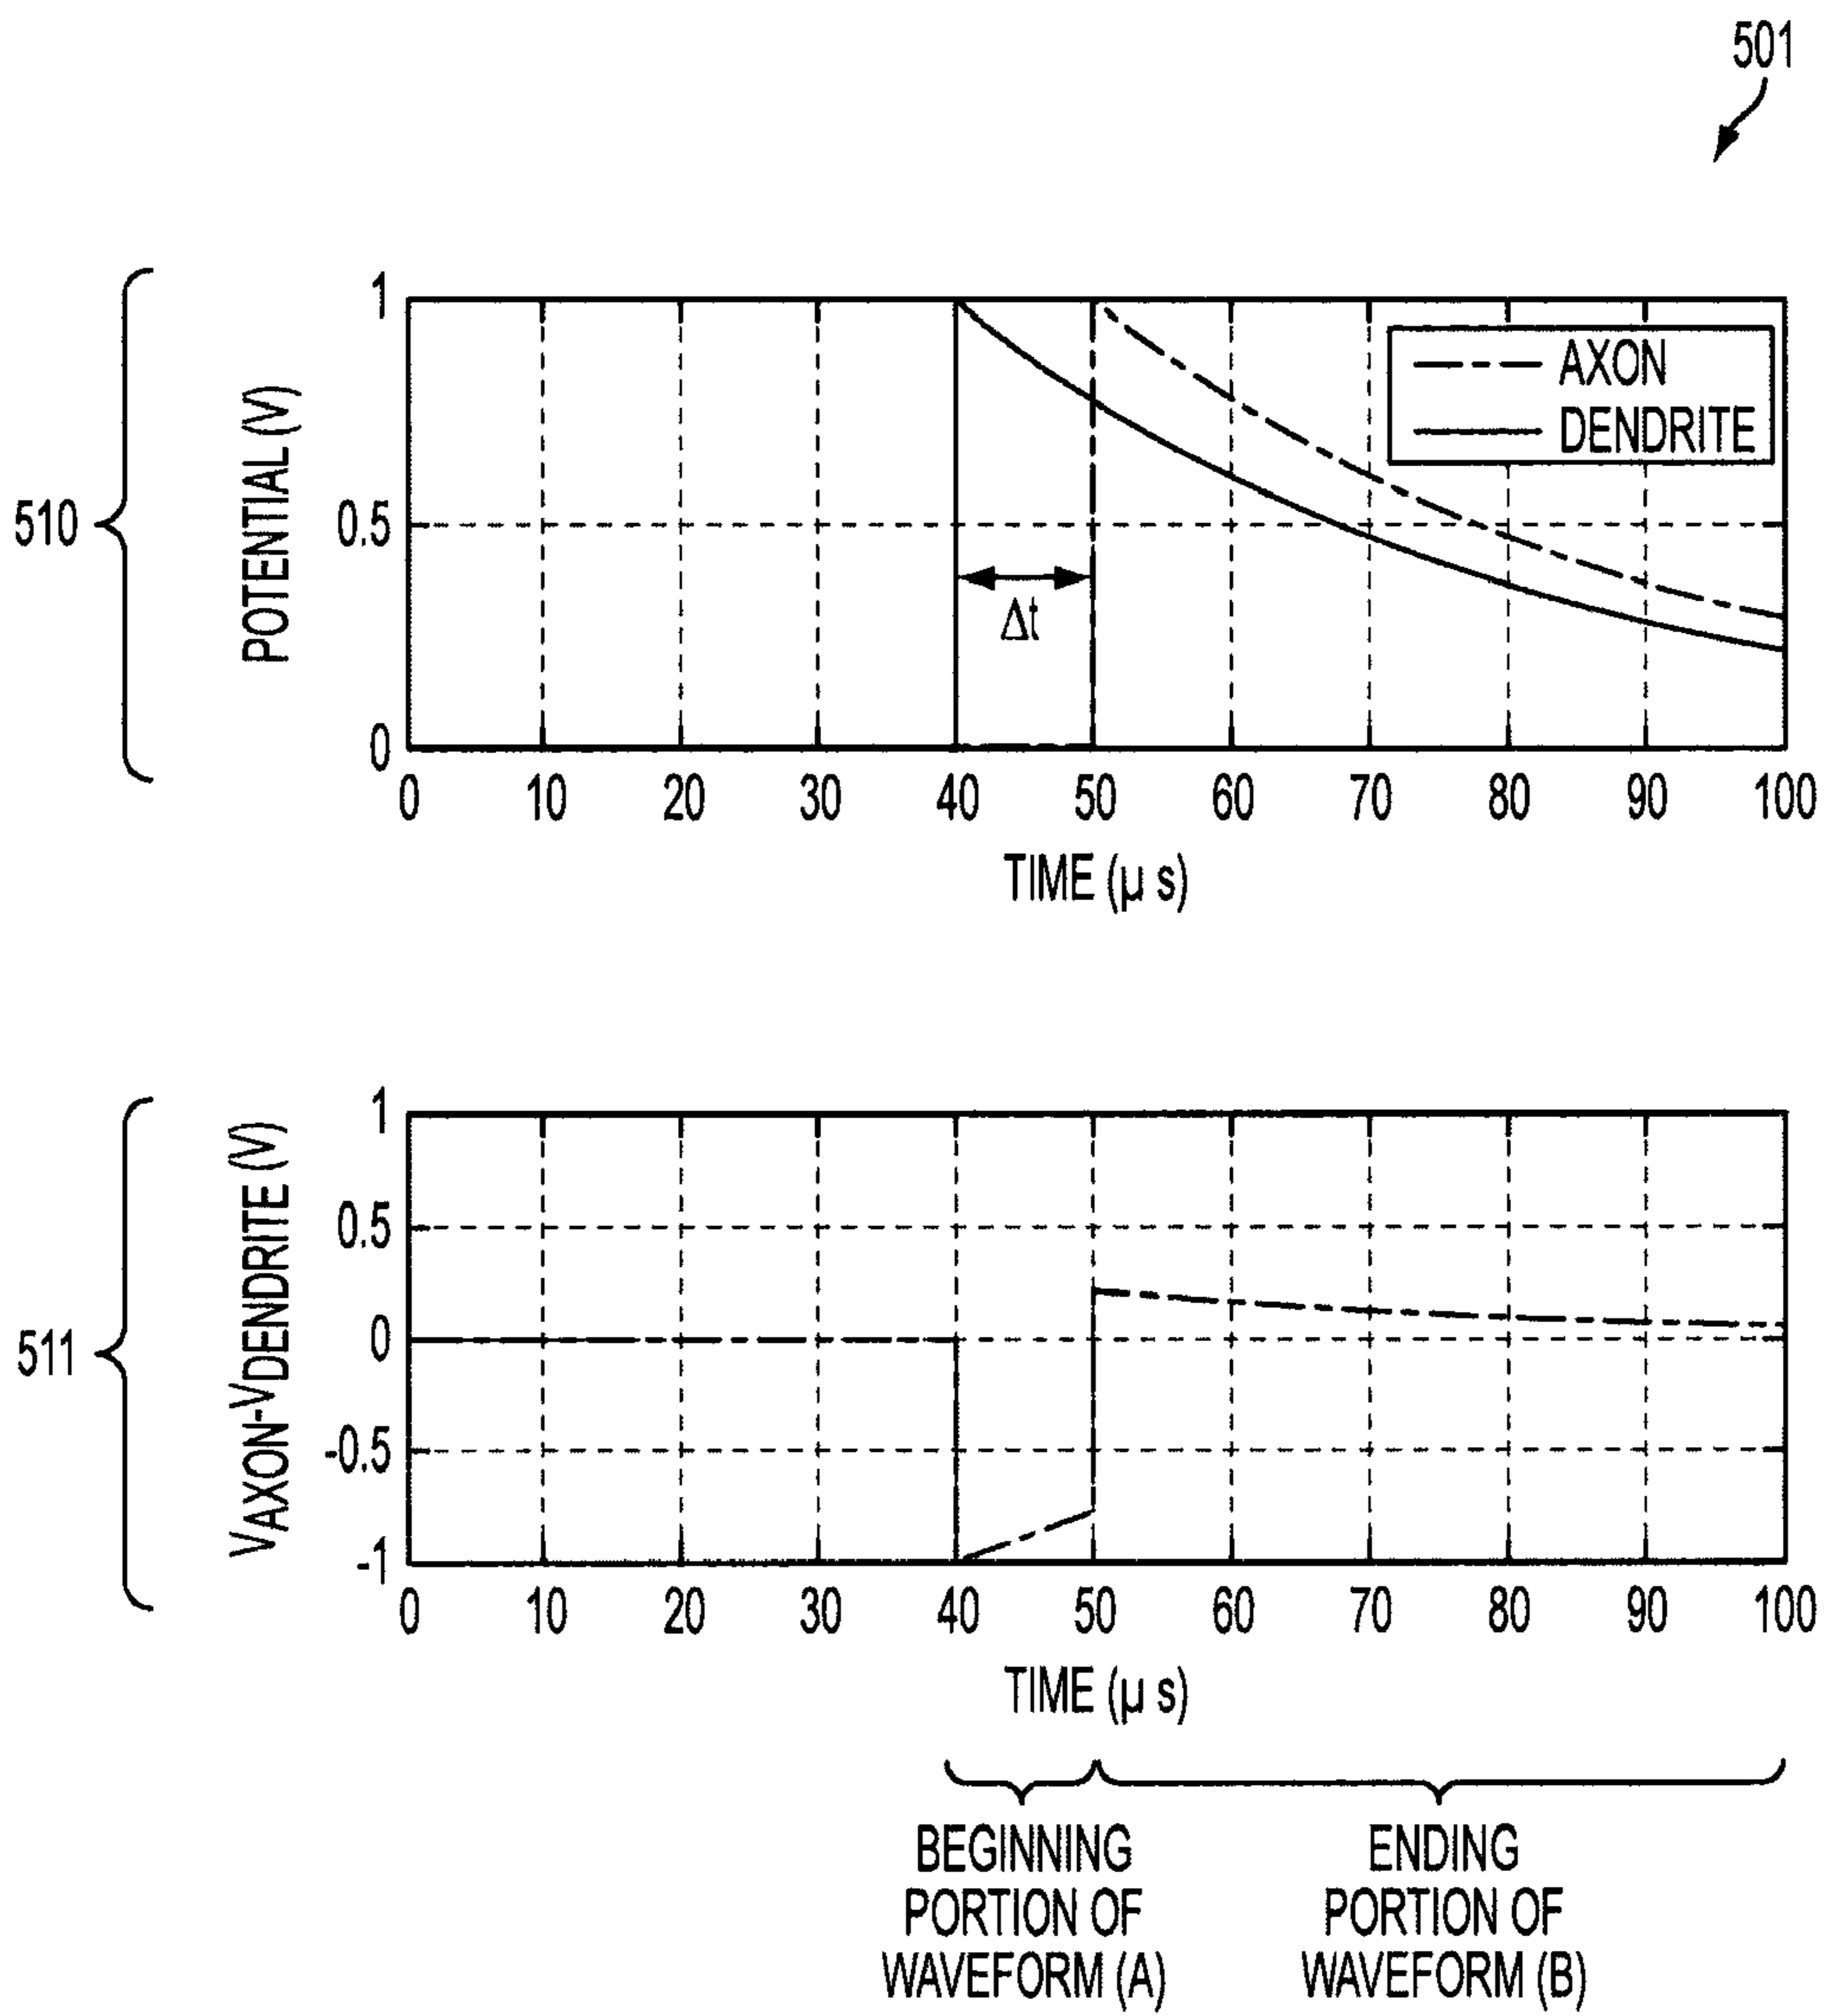 501
510
POTENTIAL (V)
1
0.5
0
AXON
DENDRITE
Δt
0 10 20 30 40 50 60 70 80 90 100
TIME (μ s)
511
VAXON-VDENDRITE (V)
1
0.5
0
-0.5
-1
0 10 20 30 40 50 60 70 80 90 100
TIME (μ s)
BEGINNING
PORTION OF
WAVEFORM (A)
ENDING
PORTION OF
WAVEFORM (B)